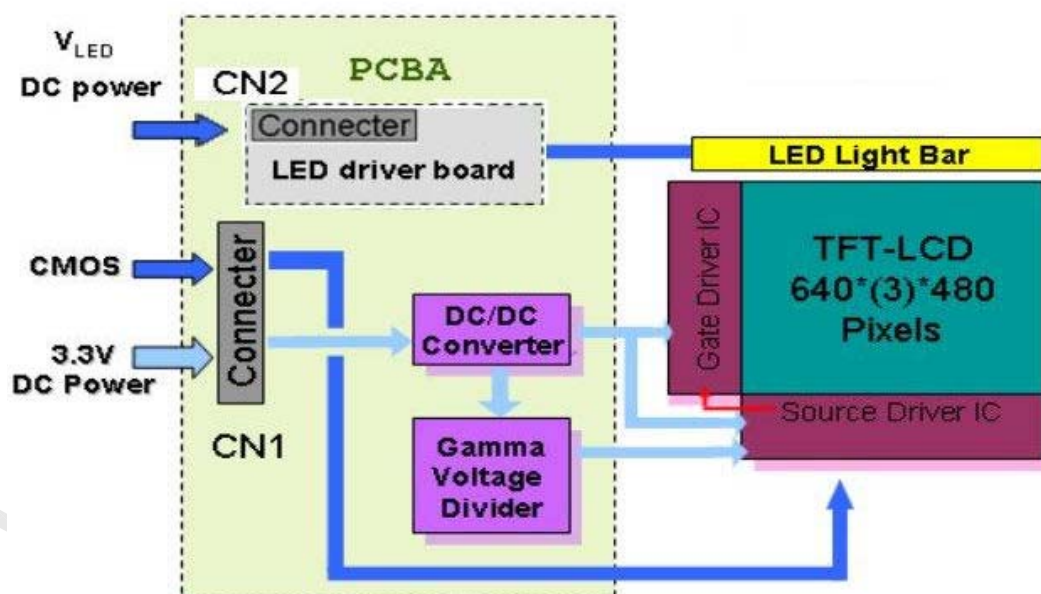 V_LED
DC power
PCBA
CN2
Connecter
LED driver board
LED Light Bar
CMOS
3.3V
DC Power
Connecter
CN1
DC/DC
Converter
Gamma
Voltage
Divider
Gate Driver IC
TFT-LCD
640*(3)*480
Pixels
Source Driver IC